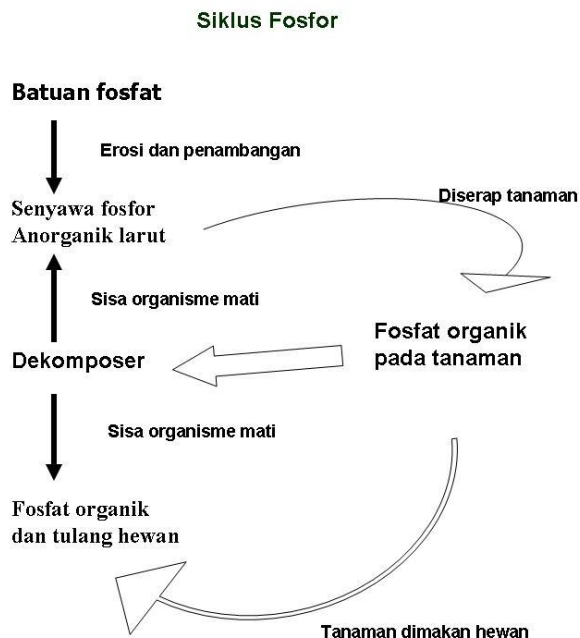 Siklus Fosfor
Batuan fosfat
Erosi dan penambangan
Diserap tanaman
Senyawa fosfor
Anorganik larut
Sisa organisme mati
Fosfat organik
pada tanaman
Dekomposer
Sisa organisme mati
Fosfat organik
dan tulang hewan
Tanaman dimakan hewan